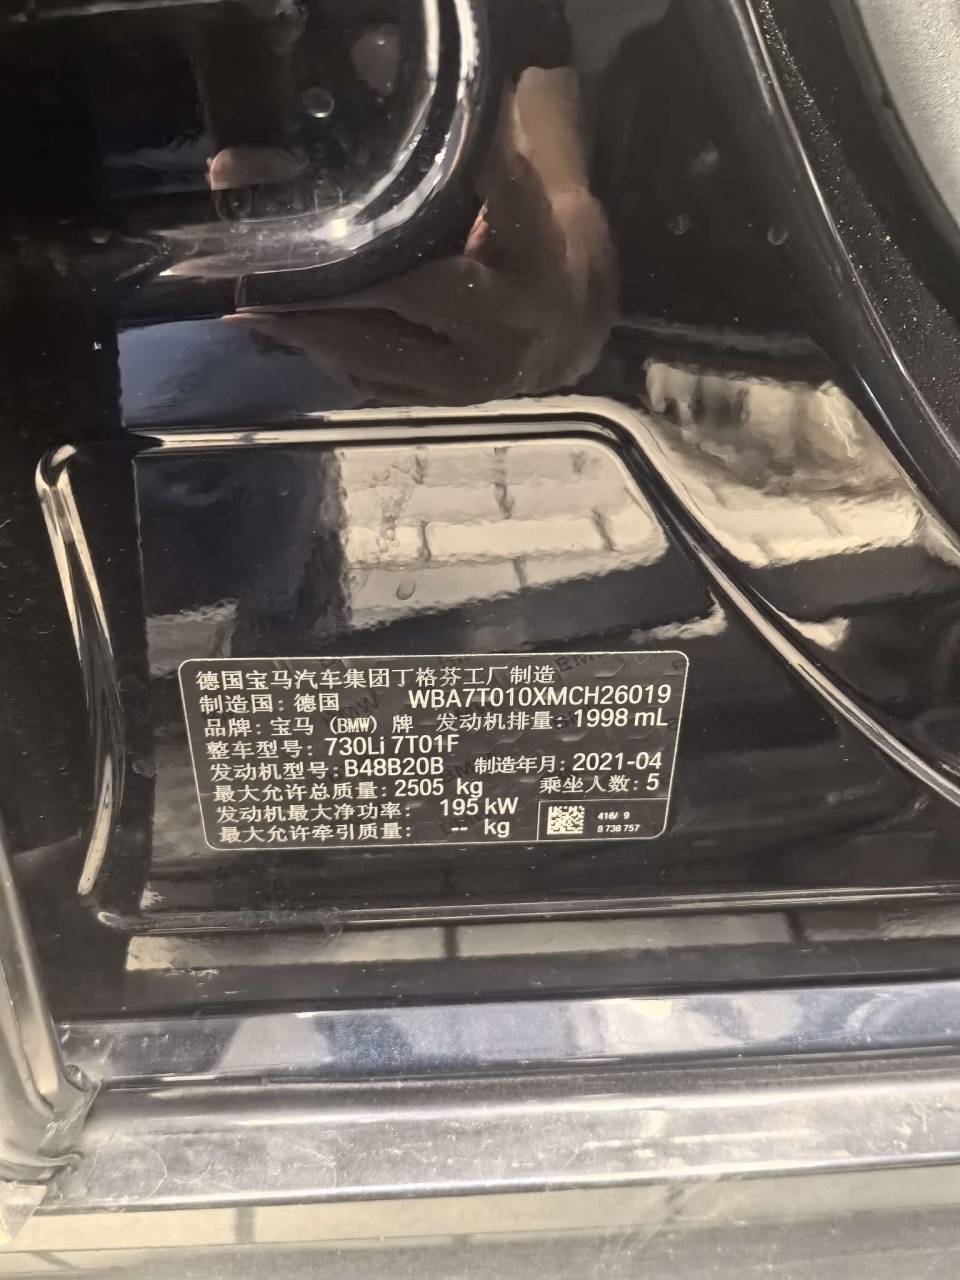 德国宝马汽车集团丁格芬工厂制造
制造国: 德国 WBA7T010XMCH26019
品牌: 宝马 (BMW) 牌 发动机排量: 1998 mL
整车型号: 730Li 7T01F
发动机型号: B48B20B 制造年月: 2021-04
最大允许总质量: 2505 kg 乘坐人数: 5
发动机最大净功率: 195 kW
最大允许牵引质量: -- kg
416/ 9
8 738 757